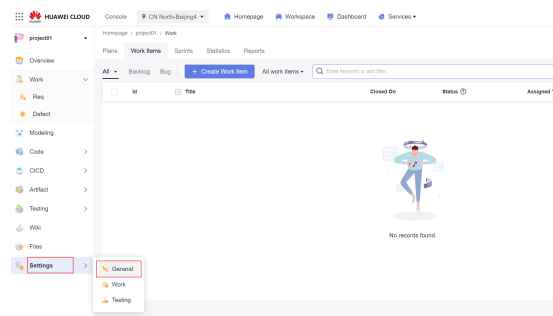 HUAWEI CLOUD Console CN North-Beijing4 Homepage Workspace Dashboard Services
HUAWEI
project01
Homepage / project01 / Work
Plans Work Items Sprints Statistics Reports
All Backlog Bug + Create Work Item All work items Enter keyword or add filter.
Id Title Closed On Status Assigned
Overview
Work
Req
Defect
Modeling
Code
CICD
Artifact
Testing
Wiki
Files
Settings
No records found.
General
Work
Testing